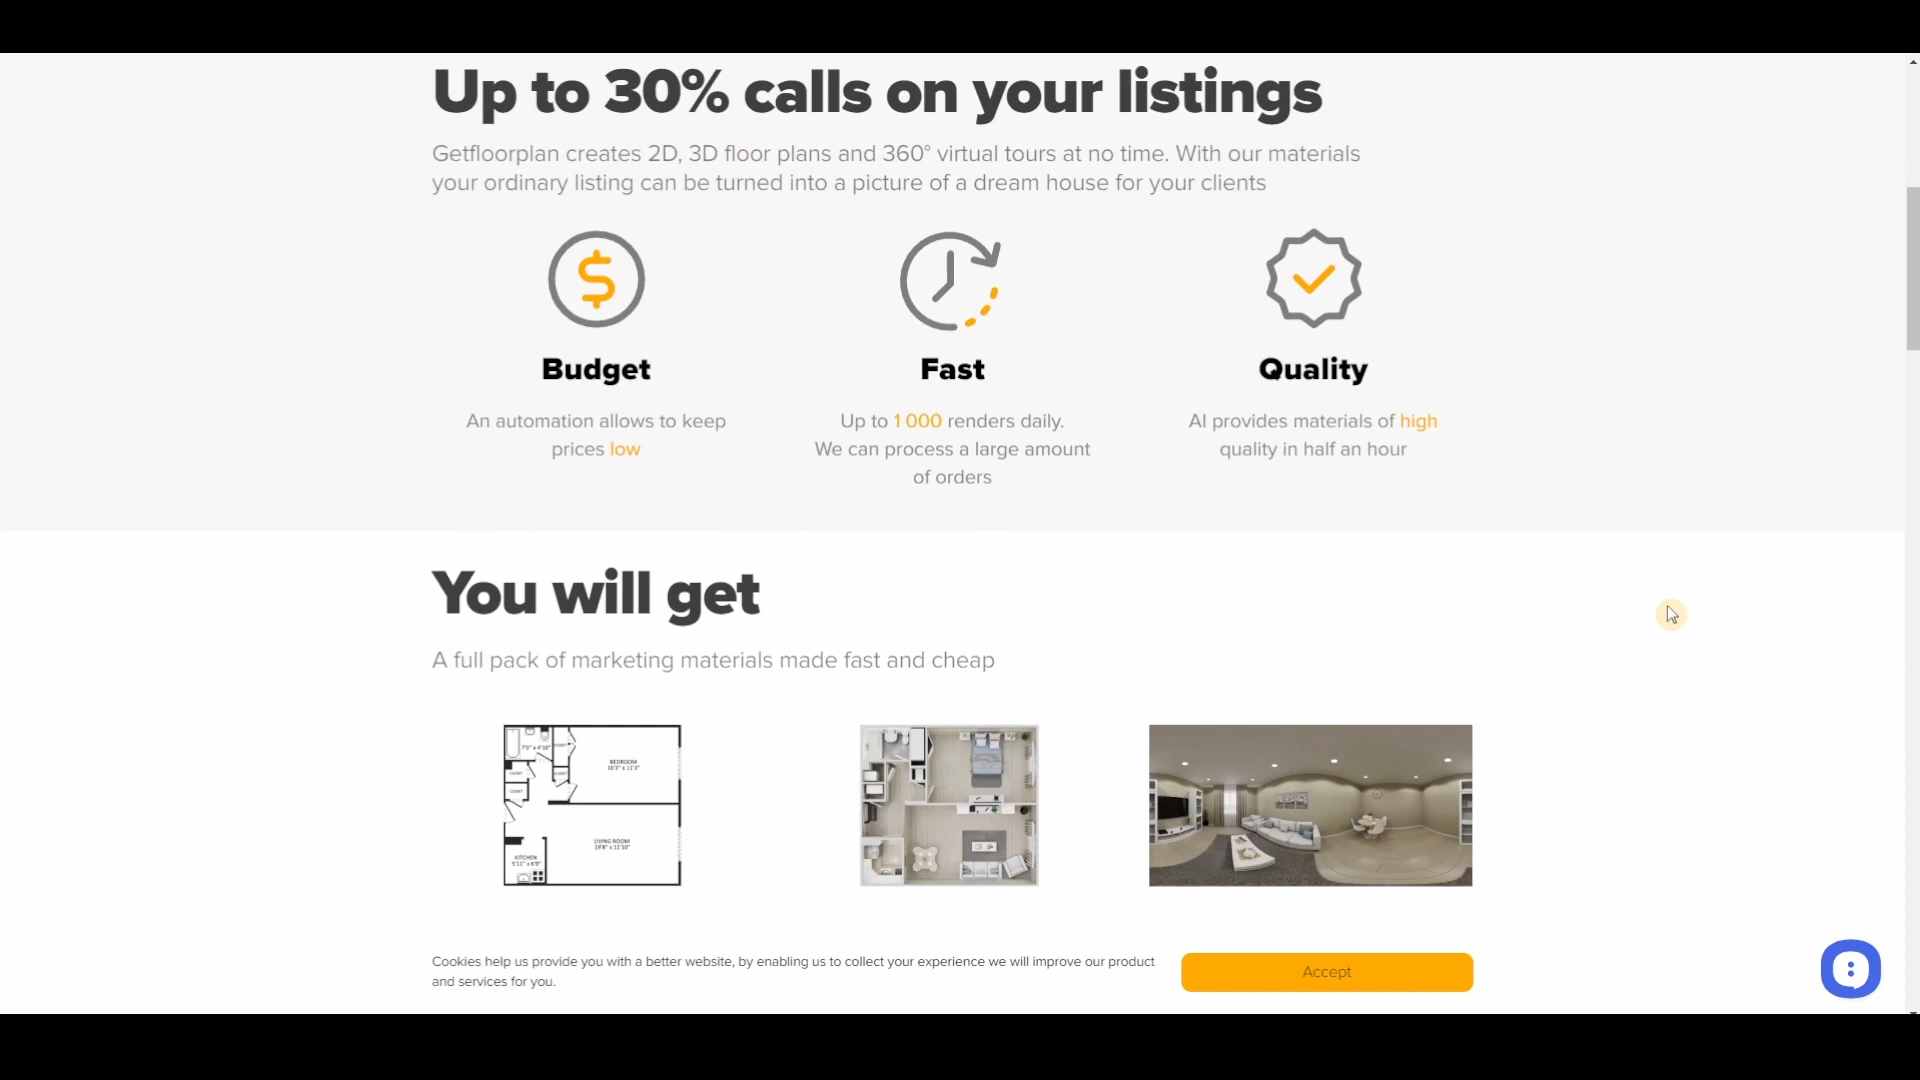 Up to 30% calls on your listings
Getfloorplan creates 2D, 3D floor plans and 360° virtual tours at no time. With our materials
your ordinary listing can be turned into a picture of a dream house for your clients
Budget
An automation allows to keep
prices low
Fast
Up to 1 000 renders daily.
We can process a large amount
of orders
Quality
AI provides materials of high
quality in half an hour
You will get
A full pack of marketing materials made fast and cheap
BEDROOM
LIVING ROOM
KITCHEN
Cookies help us provide you with a better website, by enabling us to collect your experience we will improve our product
and services for you.
Accept